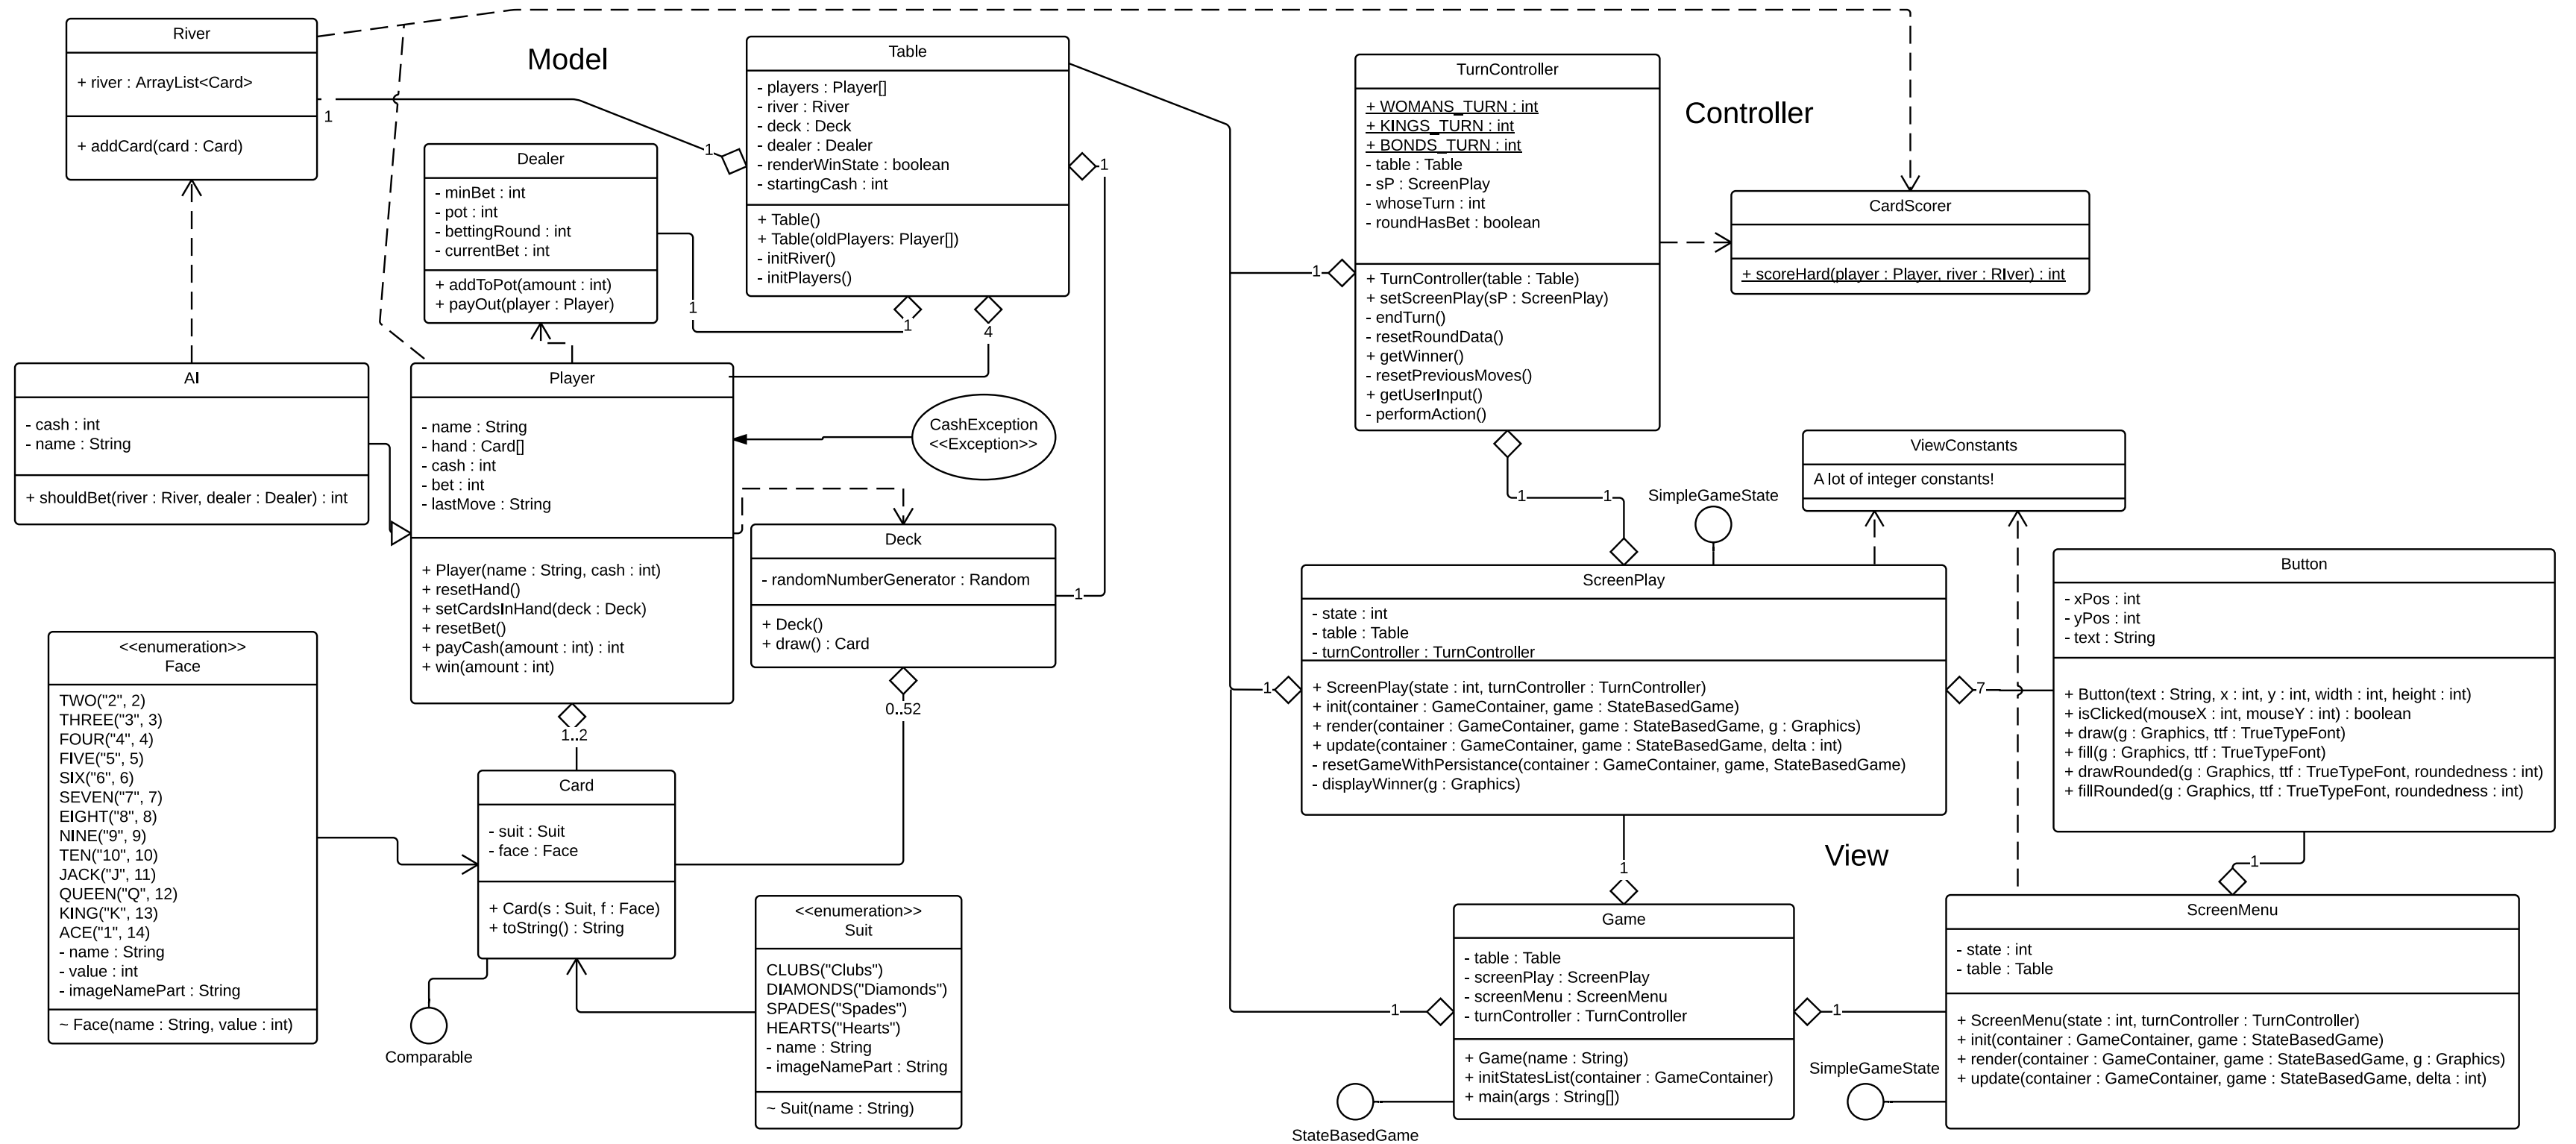 River
+ river : ArrayList<Card>
+ addCard(card : Card)
1
Model
Table
- players : Player[]
- river : River
- deck : Deck
- dealer : Dealer
- renderWinState : boolean
- startingCash : int
+ Table()
+ Table(oldPlayers: Player[])
- initRiver()
- initPlayers()
1
1
1
4
Dealer
- minBet : int
- pot : int
- bettingRound : int
- currentBet : int
+ addToPot(amount : int)
+ payOut(player : Player)
1
AI
- cash : int
- name : String
+ shouldBet(river : River, dealer : Dealer) : int
Player
- name : String
- hand : Card[]
- cash : int
- bet : int
- lastMove : String
+ Player(name : String, cash : int)
+ resetHand()
+ setCardsInHand(deck : Deck)
+ resetBet()
+ payCash(amount : int) : int
+ win(amount : int)
1..2
CashException
<<Exception>>
Deck
- randomNumberGenerator : Random
+ Deck()
+ draw() : Card
1
0..52
<<enumeration>>
Face
TWO("2", 2)
THREE("3", 3)
FOUR("4", 4)
FIVE("5", 5)
SIX("6", 6)
SEVEN("7", 7)
EIGHT("8", 8)
NINE("9", 9)
TEN("10", 10)
JACK("J", 11)
QUEEN("Q", 12)
KING("K", 13)
ACE("1", 14)
- name : String
- value : int
- imageNamePart : String
~ Face(name : String, value : int)
Card
- suit : Suit
- face : Face
+ Card(s : Suit, f : Face)
+ toString() : String
Comparable
<<enumeration>>
Suit
CLUBS("Clubs")
DIAMONDS("Diamonds")
SPADES("Spades")
HEARTS("Hearts")
- name : String
- imageNamePart : String
~ Suit(name : String)
TurnController
+ WOMANS_TURN : int
+ KINGS_TURN : int
+ BONDS_TURN : int
- table : Table
- sP : ScreenPlay
- whoseTurn : int
- roundHasBet : boolean
+ TurnController(table : Table)
+ setScreenPlay(sP : ScreenPlay)
- endTurn()
- resetRoundData()
+ getWinner()
- resetPreviousMoves()
+ getUserInput()
- performAction()
1
1
1
Controller
CardScorer
+ scoreHard(player : Player, river : RIver) : int
ViewConstants
A lot of integer constants!
SimpleGameState
ScreenPlay
- state : int
- table : Table
- turnController : TurnController
+ ScreenPlay(state : int, turnController : TurnController)
+ init(container : GameContainer, game : StateBasedGame)
+ render(container : GameContainer, game : StateBasedGame, g : Graphics)
+ update(container : GameContainer, game : StateBasedGame, delta : int)
- resetGameWithPersistance(container : GameContainer, game, StateBasedGame)
- displayWinner(g : Graphics)
1
7
1
Button
- xPos : int
- yPos : int
- text : String
+ Button(text : String, x : int, y : int, width : int, height : int)
+ isClicked(mouseX : int, mouseY : int) : boolean
+ draw(g : Graphics, ttf : TrueTypeFont)
+ fill(g : Graphics, ttf : TrueTypeFont)
+ drawRounded(g : Graphics, ttf : TrueTypeFont, roundedness : int)
+ fillRounded(g : Graphics, ttf : TrueTypeFont, roundedness : int)
View
1
Game
- table : Table
- screenPlay : ScreenPlay
- screenMenu : ScreenMenu
- turnController : TurnController
+ Game(name : String)
+ initStatesList(container : GameContainer)
+ main(args : String[])
1
1
StateBasedGame
ScreenMenu
- state : int
- table : Table
+ ScreenMenu(state : int, turnController : TurnController)
+ init(container : GameContainer, game : StateBasedGame)
+ render(container : GameContainer, game : StateBasedGame, g : Graphics)
+ update(container : GameContainer, game : StateBasedGame, delta : int)
SimpleGameState